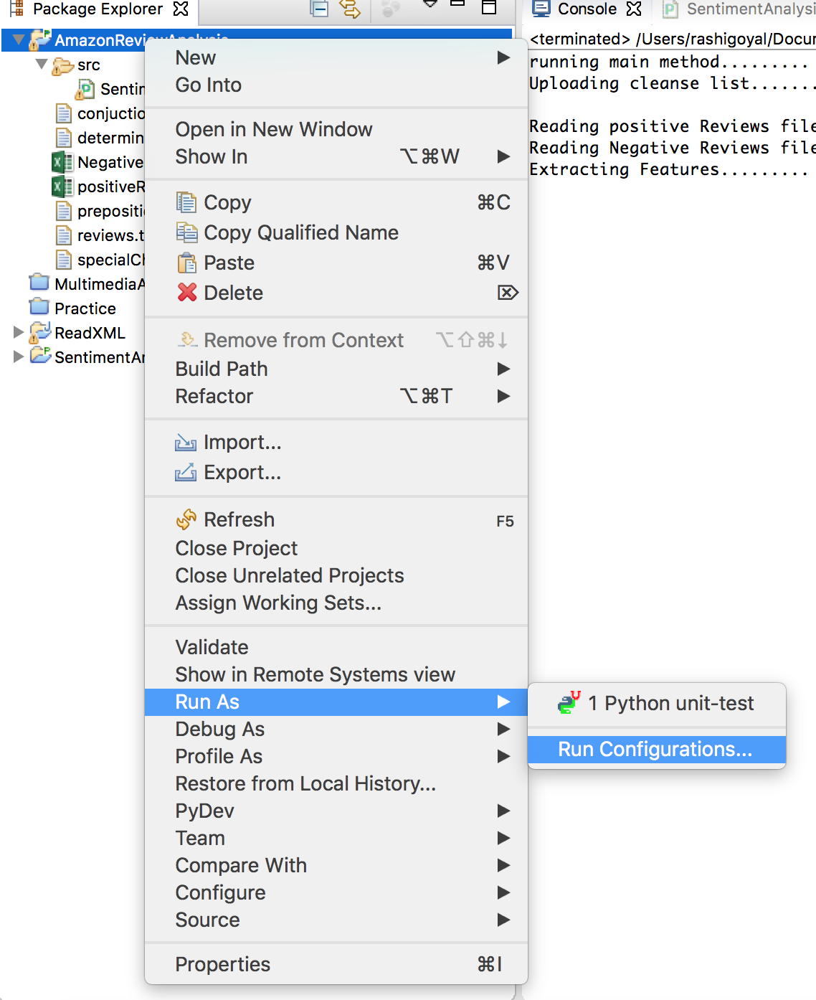 Package Explorer
AmazonReviewAnalysis
src
Sentin
conjuctio
determin
Negative
positiveR
prepositi
reviews.t
specialCh
MultimediaA
Practice
ReadXML
SentimentAn
New
Go Into
Open in New Window
Show In ⌥⌘W
Copy ⌘C
Copy Qualified Name
Paste ⌘V
Delete ⌦
Remove from Context ⌥⇧⌘↓
Build Path
Refactor ⌥⌘T
Import...
Export...
Refresh F5
Close Project
Close Unrelated Projects
Assign Working Sets...
Validate
Show in Remote Systems view
Run As
Debug As
Profile As
Restore from Local History...
PyDev
Team
Compare With
Configure
Source
Properties ⌘I
1 Python unit-test
Run Configurations...
Console
SentimentAnalysi
<terminated> /Users/rashigoyal/Docur
running main method.........
Uploading cleanse list.......
Reading positive Reviews file
Reading Negative Reviews file
Extracting Features.........